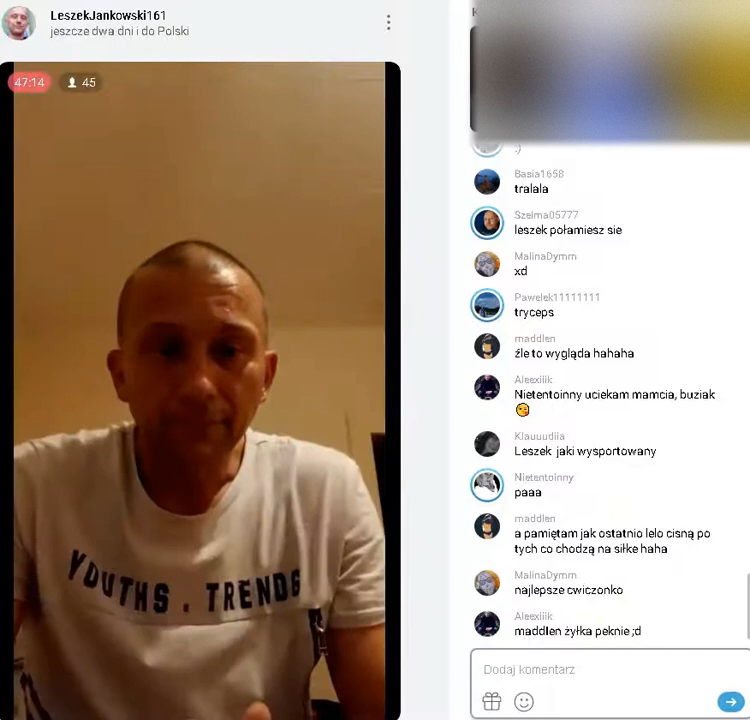 LeszekJankowski161
jeszcze dwa dni i do Polski
47:14
45
:)
Basia1658
tralala
Szelma05777
leszek połamiesz sie
MalinaDymm
xd
Pawelek11111111
tryceps
maddlen
źle to wygląda hahaha
Aleexiiik
Nietentoinny uciekam mamcia, buziak
Klauuudiia
Leszek jaki wysportowany
Nietentoinny
paaa
maddlen
a pamiętam jak ostatnio lelo cisną po
tych co chodzą na siłke haha
MalinaDymm
najlepsze cwiczonko
Aleexiiik
maddlen żyłka peknie ;d
Dodaj komentarz
YOUTHS . TRENDS